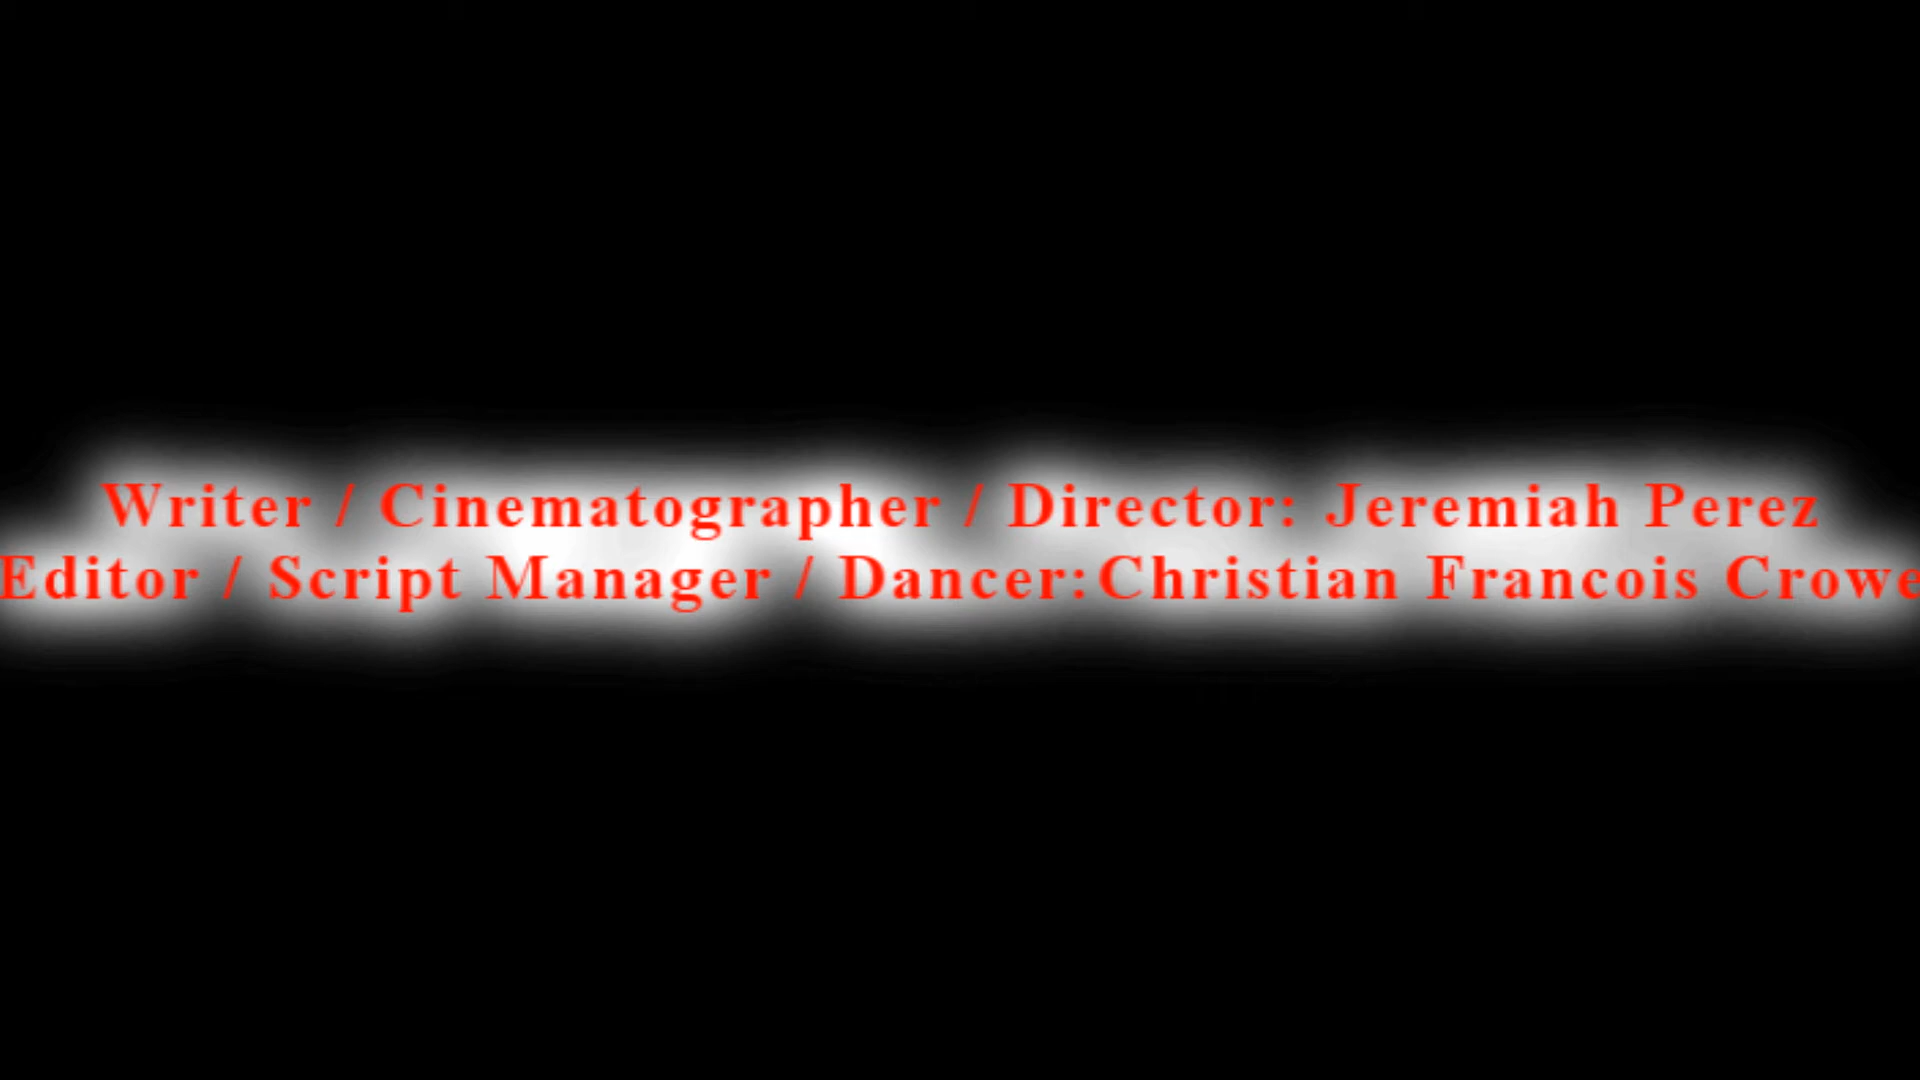 Writer / Cinematographer / Director: Jeremiah Perez
Editor / Script Manager / Dancer:Christian Francois Crowe